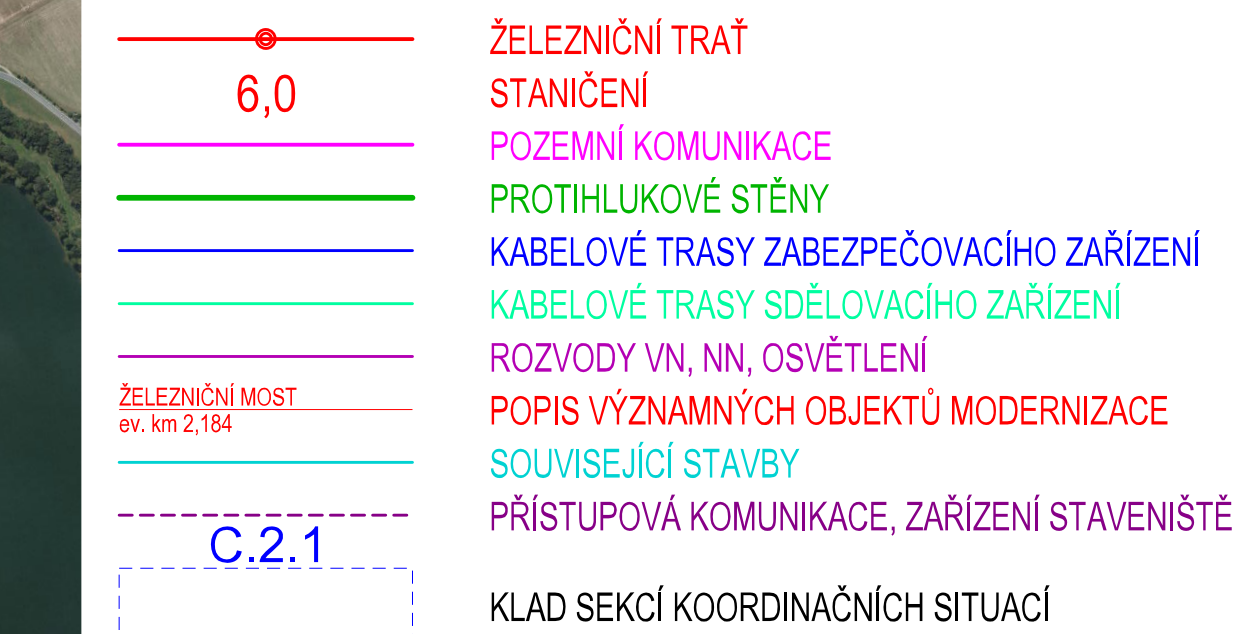 ŽELEZNIČNÍ TRAŤ
6,0 STANIČENÍ
POZEMNÍ KOMUNIKACE
PROTIHLUKOVÉ STĚNY
KABELOVÉ TRASY ZABEZPEČOVACÍHO ZAŘÍZENÍ
KABELOVÉ TRASY SDĚLOVACÍHO ZAŘÍZENÍ
ROZVODY VN, NN, OSVĚTLENÍ
ŽELEZNIČNÍ MOST
ev. km 2,184
POPIS VÝZNAMNÝCH OBJEKTŮ MODERNIZACE
SOUVISEJÍCÍ STAVBY
PŘÍSTUPOVÁ KOMUNIKACE, ZAŘÍZENÍ STAVENIŠTĚ
C.2.1
KLAD SEKCÍ KOORDINAČNÍCH SITUACÍ